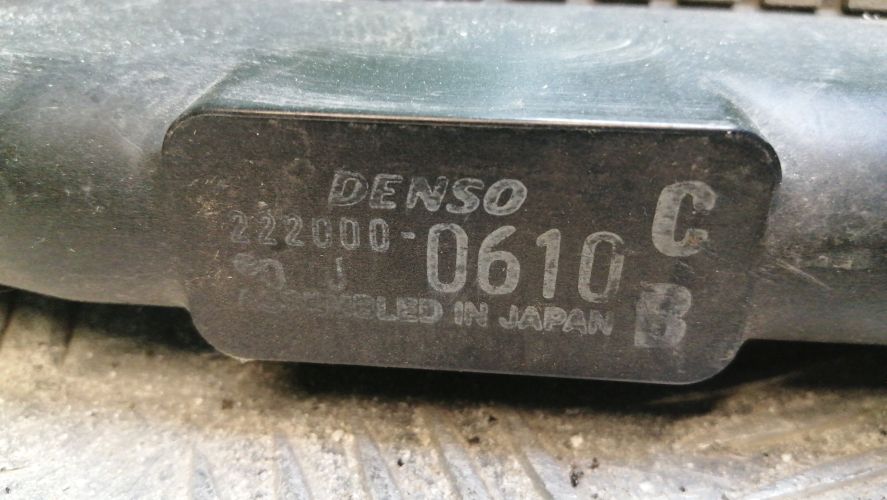 DENSO
222000-0610 C
J
ASSEMBLED IN JAPAN B